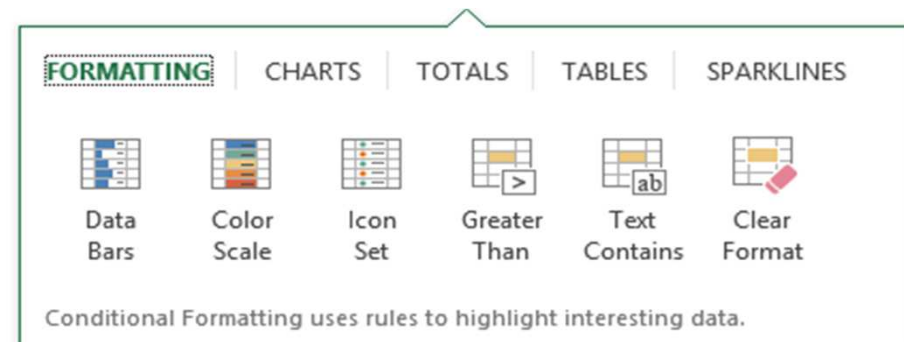 FORMATTING CHARTS TOTALS TABLES SPARKLINES
> ab
Data Color Icon Greater Text Clear
Bars Scale Set Than Contains Format
Conditional Formatting uses rules to highlight interesting data.